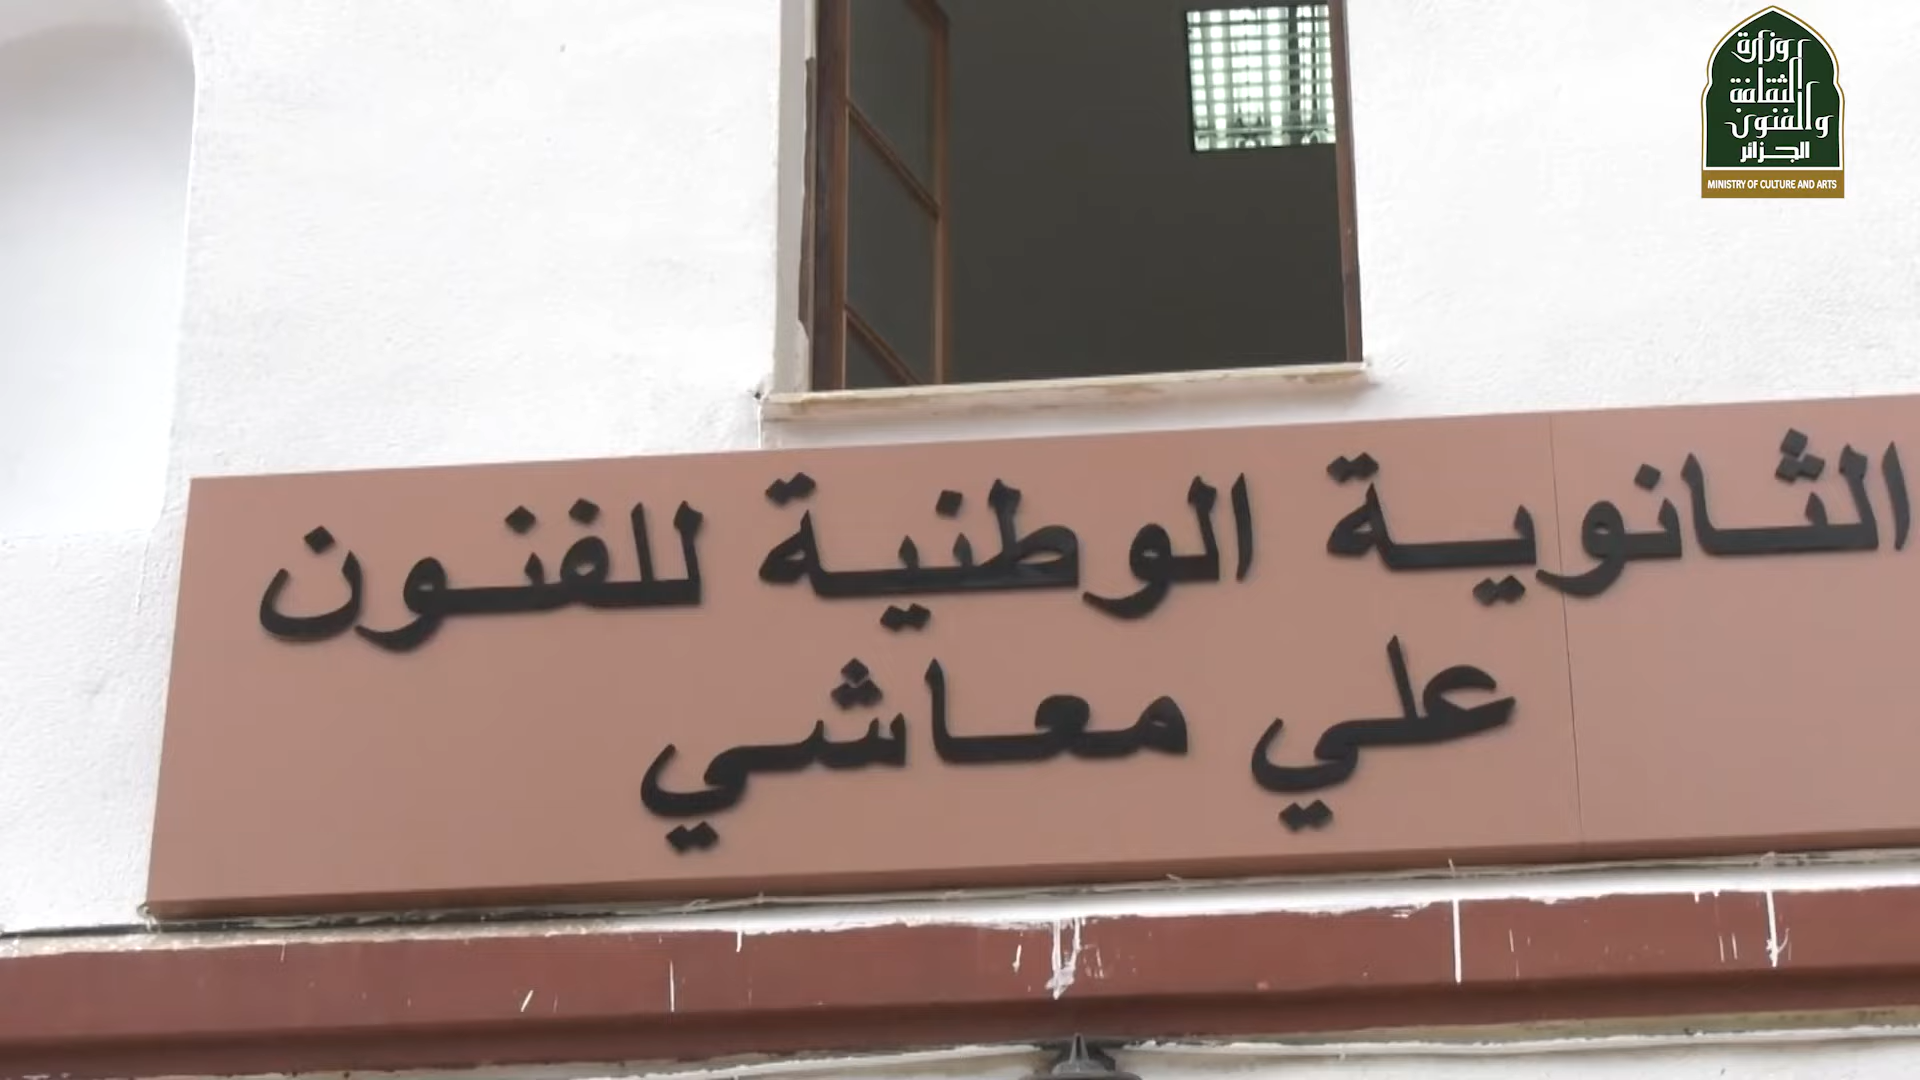 وزارة
الثقافة
والفنون
الجزائر
MINISTRY OF CULTURE AND ARTS
الثانوية الوطنية للفنون
علي معاشي